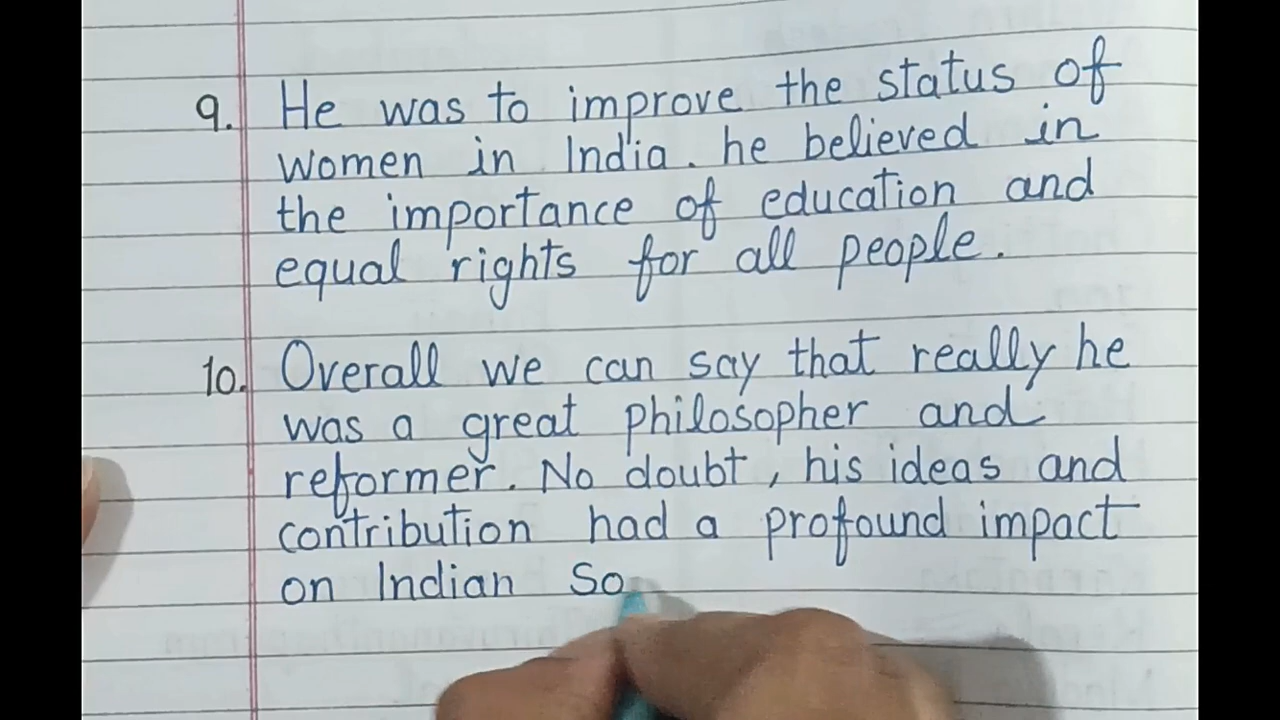 9. He was to improve the status of
women in India. he believed in
the importance of education and
equal rights for all people.
10. Overall we can say that really he
was a great philosopher and
reformer. No doubt, his ideas and
contribution had a profound impact
on Indian So